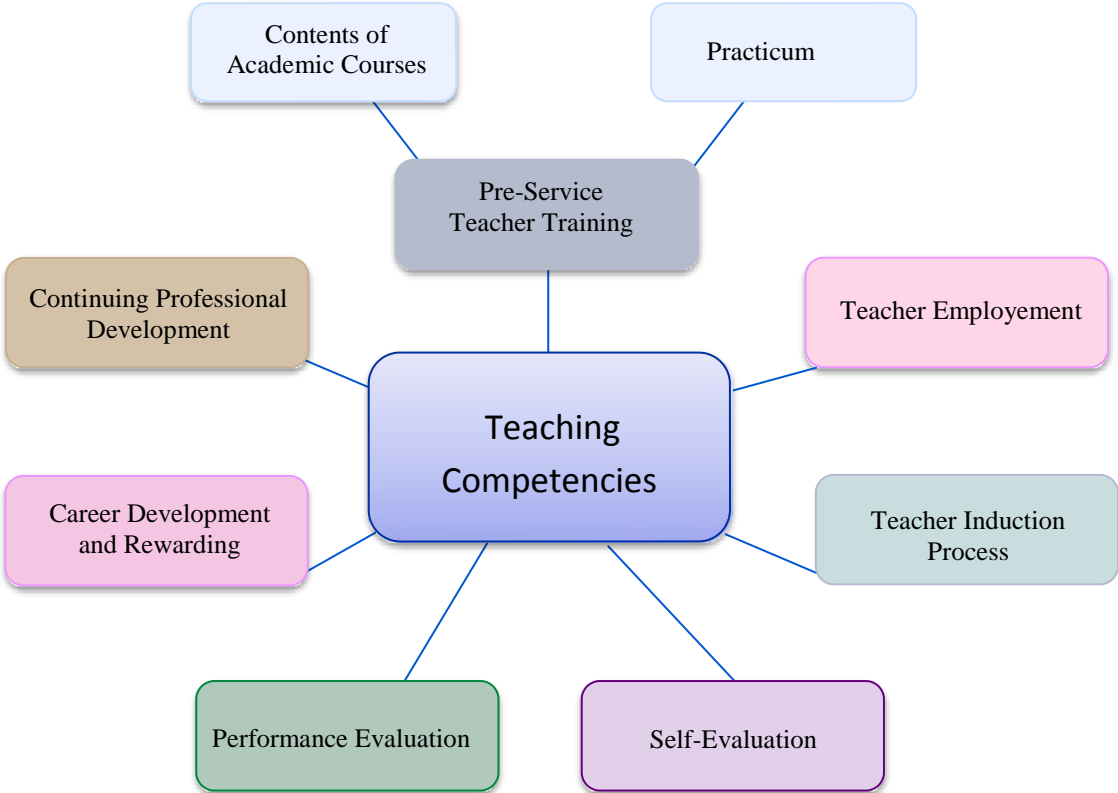 Contents of
Academic Courses
Practicum
Pre-Service
Teacher Training
Continuing Professional
Development
Teacher Employement
Teaching
Competencies
Career Development
and Rewarding
Teacher Induction
Process
Performance Evaluation
Self-Evaluation